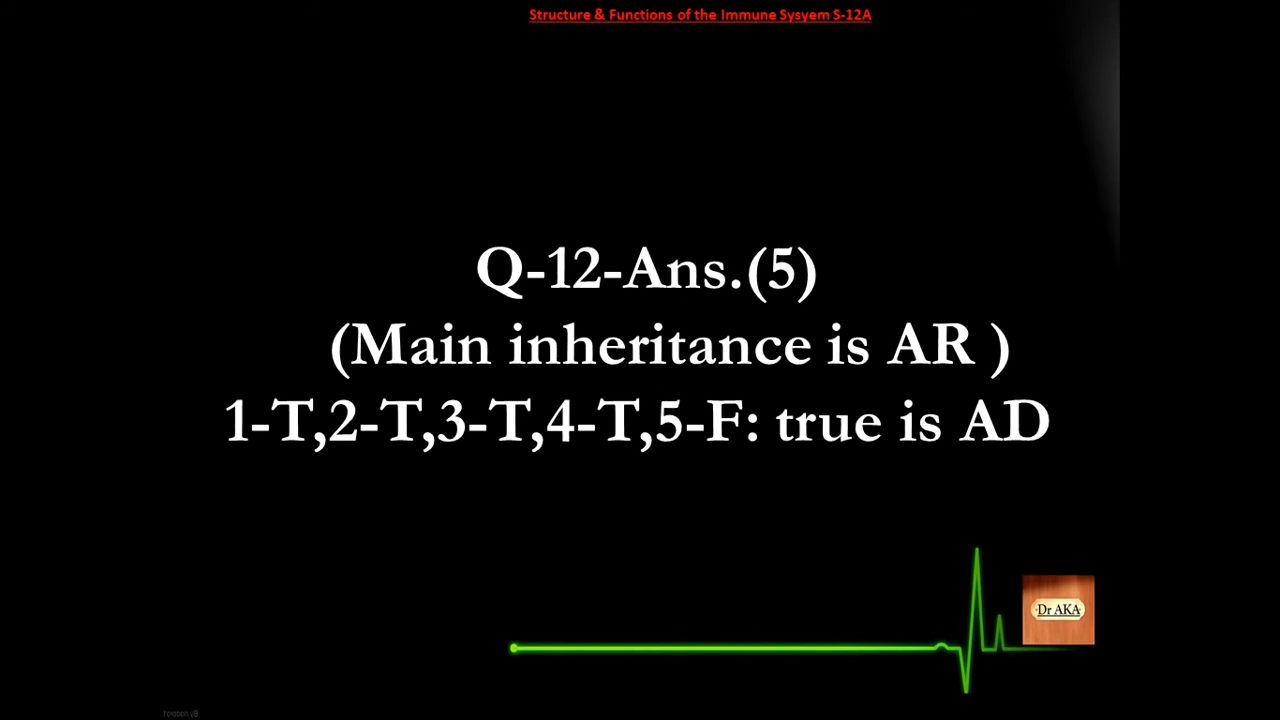 Structure & Functions of the Immune Sysyem S-12A
Q-12-Ans.(5)
(Main inheritance is AR )
1-T,2-T,3-T,4-T,5-F: true is AD
Dr AKA